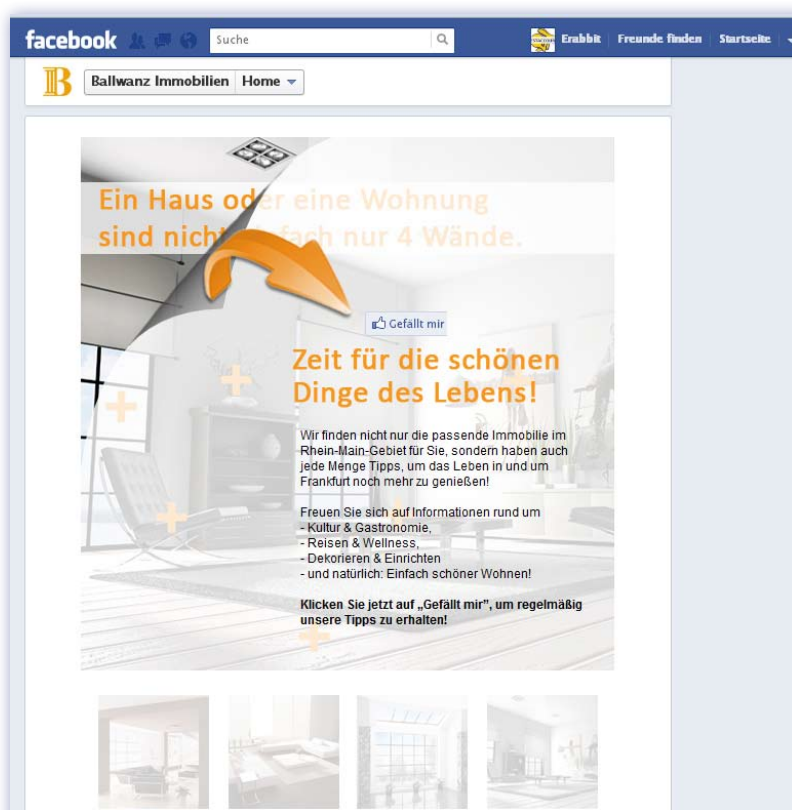 facebook
Suche
Erabbit
Freunde finden
Startseite
B
Ballwanz Immobilien
Home
Ein Haus oder eine Wohnung
sind nicht einfach nur 4 Wände.
Gefällt mir
Zeit für die schönen
Dinge des Lebens!
Wir finden nicht nur die passende Immobilie im
Rhein-Main-Gebiet für Sie, sondern haben auch
jede Menge Tipps, um das Leben in und um
Frankfurt noch mehr zu genießen!
Freuen Sie sich auf Informationen rund um
- Kultur & Gastronomie,
- Reisen & Wellness,
- Dekorieren & Einrichten
- und natürlich: Einfach schöner Wohnen!
Klicken Sie jetzt auf „Gefällt mir”, um regelmäßig
unsere Tipps zu erhalten!